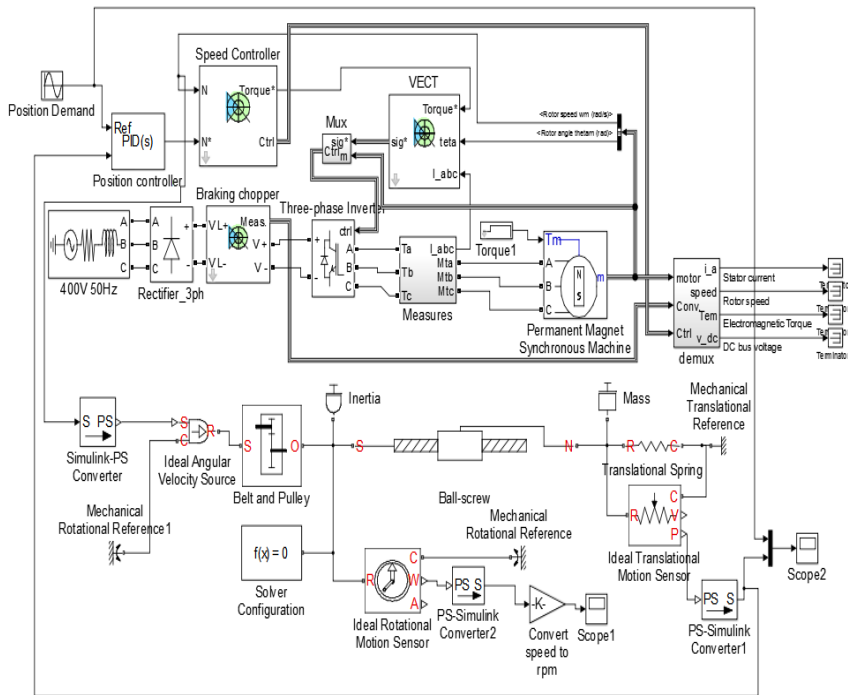 Speed Controller
VECT
N
Torque*
Torque*
<Rotor speed wm (rad/s)>
Position Demand
Mux
Ref
PID(s)
N*
Ctrl
sig*
Ctrl
m
sig*
teta
<Rotor angle thetam (rad)>
Position controller
I_abc
Braking chopper
Three-phase Inverter
A
B
C
A
B
C
+
-
VL+
VL-
Meas.
V+
V-
+
-
ctrl
A
B
C
Ta
Tb
Tc
I_abc
Mta
Mtb
Mtc
Torque1
Tm
A
B
C
N
S
m
motor
Conv
Ctrl
i_a
speed
Tem
v_dc
Stator current
Rotor speed
Electromagnetic Torque
DC bus voltage
Terminator
400V 50Hz
Rectifier_3ph
Measures
Permanent Magnet
Synchronous Machine
demux
Inertia
Mass
Mechanical
Translational
Reference
S PS
S
C
R
S
O
S
N
R
C
Simulink-PS
Converter
Ideal Angular
Velocity Source
Belt and Pulley
Translational Spring
Mechanical
Rotational Reference1
Ball-screw
Mechanical
Rotational Reference
R
C
V
P
Ideal Translational
Motion Sensor
Scope2
f(x) = 0
Solver
Configuration
R
C
W
A
PS S
-K-
PS S
Ideal Rotational
Motion Sensor
PS-Simulink
Converter2
Convert
speed to
rpm
Scope1
PS-Simulink
Converter1